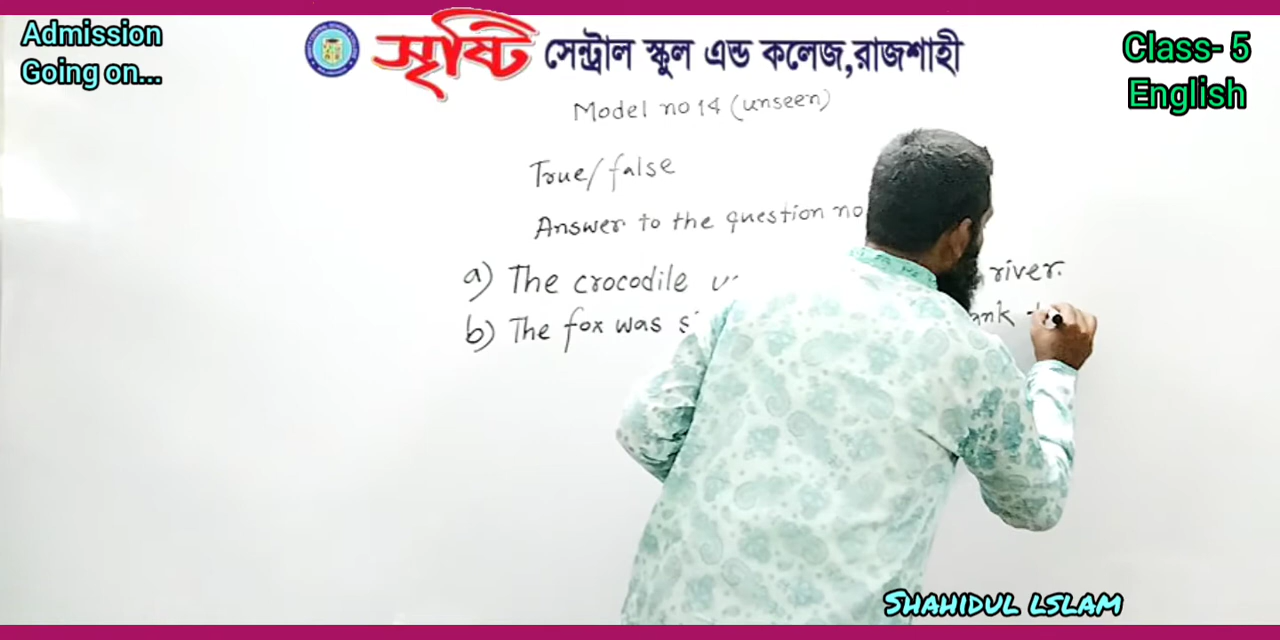 Admission
Going on...
সৃষ্টি সেন্ট্রাল স্কুল এন্ড কলেজ,রাজশাহী
Class- 5
English
Model no 14 (unseen)
True/false
Answer to the question no
a) The crocodile river.
b) The fox was
SHAHIDUL LSLAM